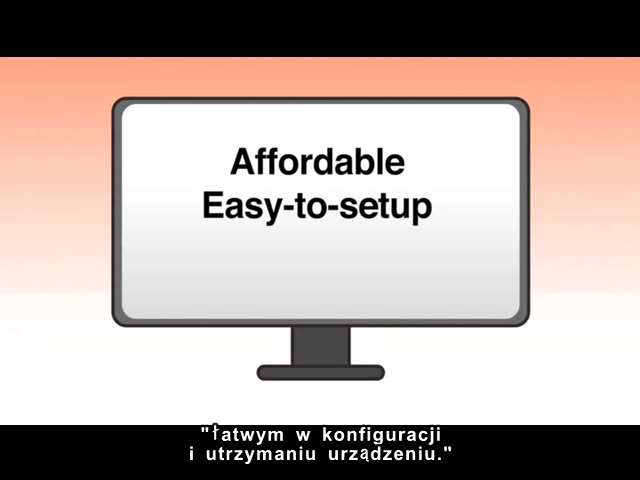 Affordable
Easy-to-setup
"łatwym w konfiguracji
i utrzymaniu urządzeniu."